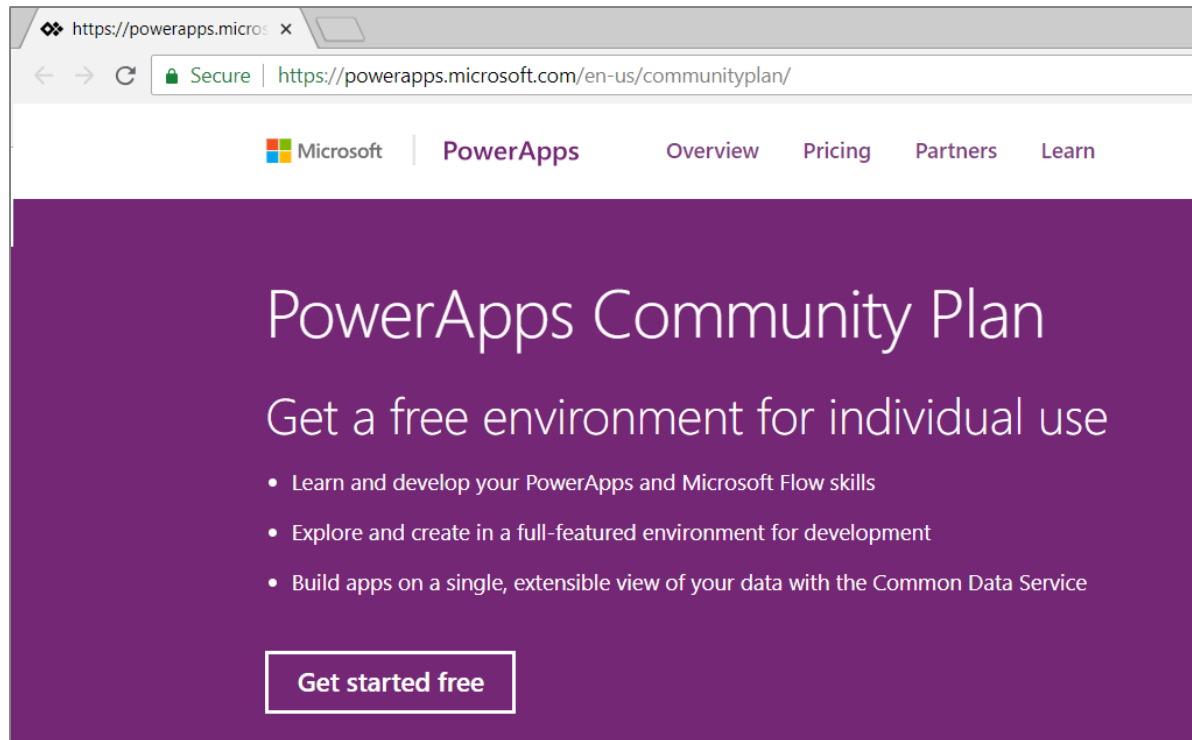 https://powerapps.micros
Secure | https://powerapps.microsoft.com/en-us/communityplan/
Microsoft | PowerApps Overview Pricing Partners Learn
PowerApps Community Plan
Get a free environment for individual use
• Learn and develop your PowerApps and Microsoft Flow skills
• Explore and create in a full-featured environment for development
• Build apps on a single, extensible view of your data with the Common Data Service
Get started free